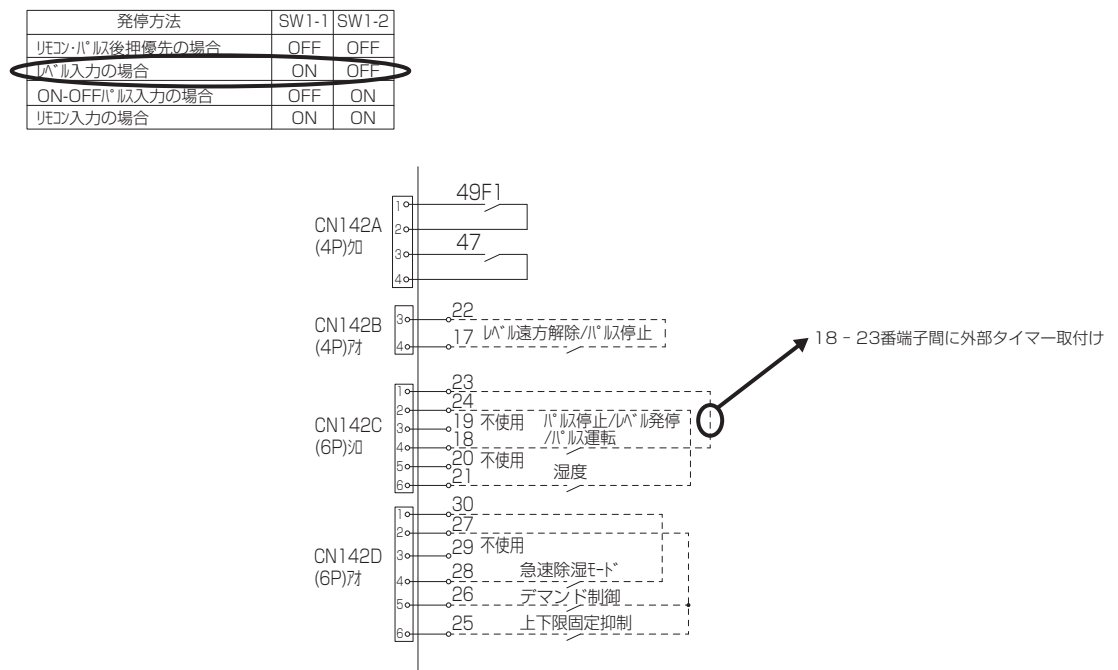 発停方法 SW1-1 SW1-2
ﾘﾓｺﾝ･ﾊﾟﾙｽ後押優先の場合 OFF OFF
ﾚﾍﾞﾙ入力の場合 ON OFF
ON-OFFﾊﾟﾙｽ入力の場合 OFF ON
ﾘﾓｺﾝ入力の場合 ON ON
CN142A
(4P)ｸﾛ
1
2
3
4
49F1
47
CN142B
(4P)ｱｵ
3
4
22
17 ﾚﾍﾞﾙ遠方解除/ﾊﾟﾙｽ停止
18 - 23番端子間に外部タイマー取付け
CN142C
(6P)ｼﾛ
1
2
3
4
5
6
23
24
19 不使用 ﾊﾟﾙｽ停止/ﾚﾍﾞﾙ発停
18 /ﾊﾟﾙｽ運転
20 不使用
21 湿度
CN142D
(6P)ｱｵ
1
2
3
4
5
6
30
27
29 不使用
28 急速除湿ﾓｰﾄﾞ
26 デマンド制御
25 上下限固定抑制